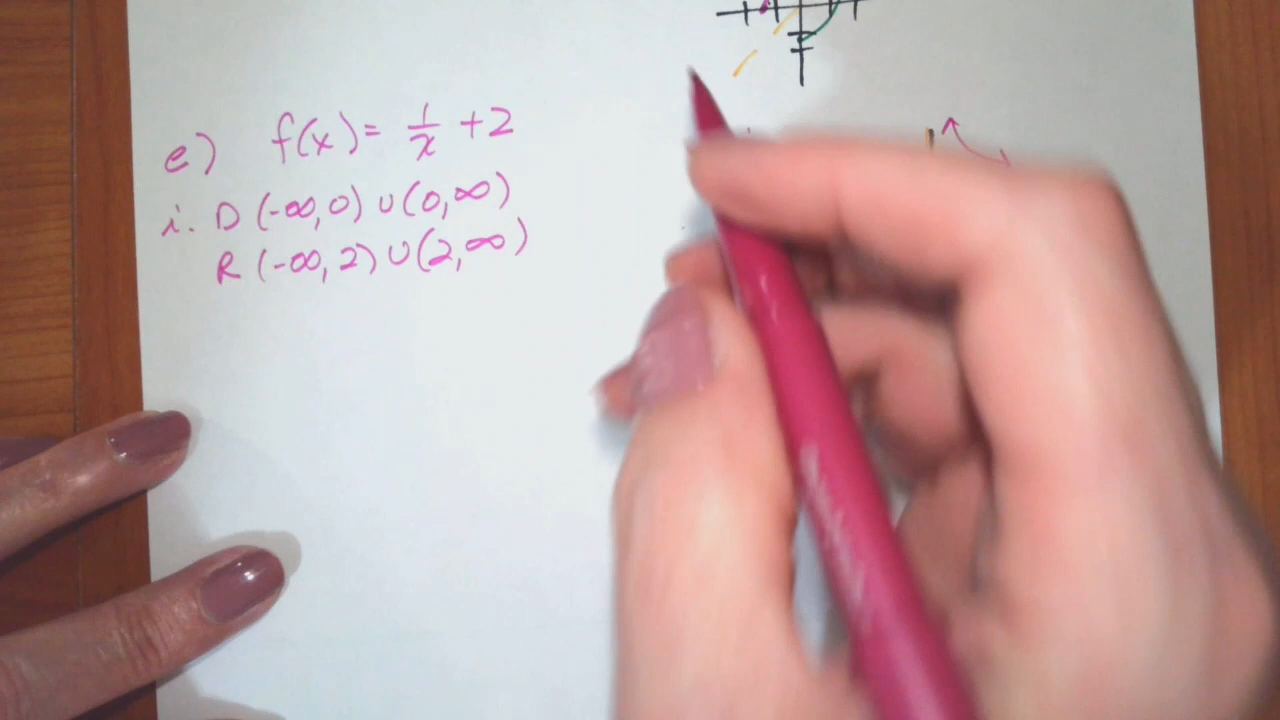 e) f(x) = 1/x + 2
i. D (-∞, 0) ∪ (0, ∞)
R (-∞, 2) ∪ (2, ∞)